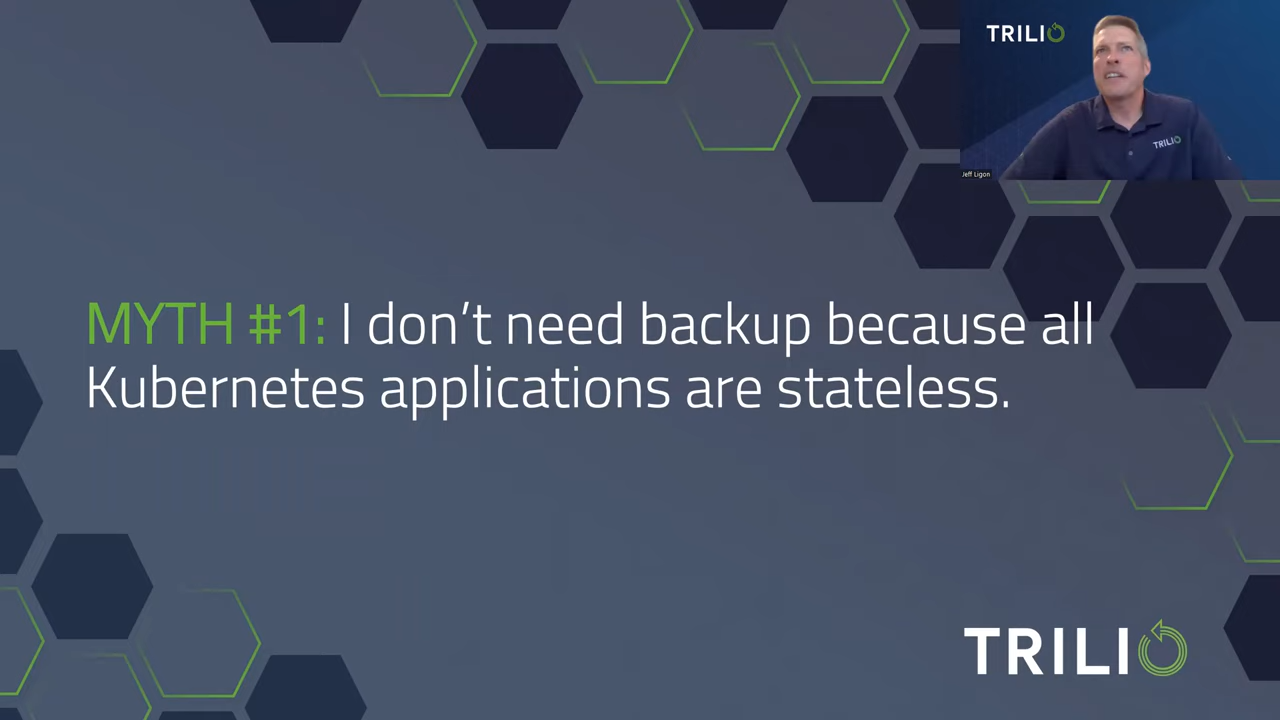 TRILIO
TRILIO
Jeff Ligon
MYTH #1: I don’t need backup because all
Kubernetes applications are stateless.
TRILIO